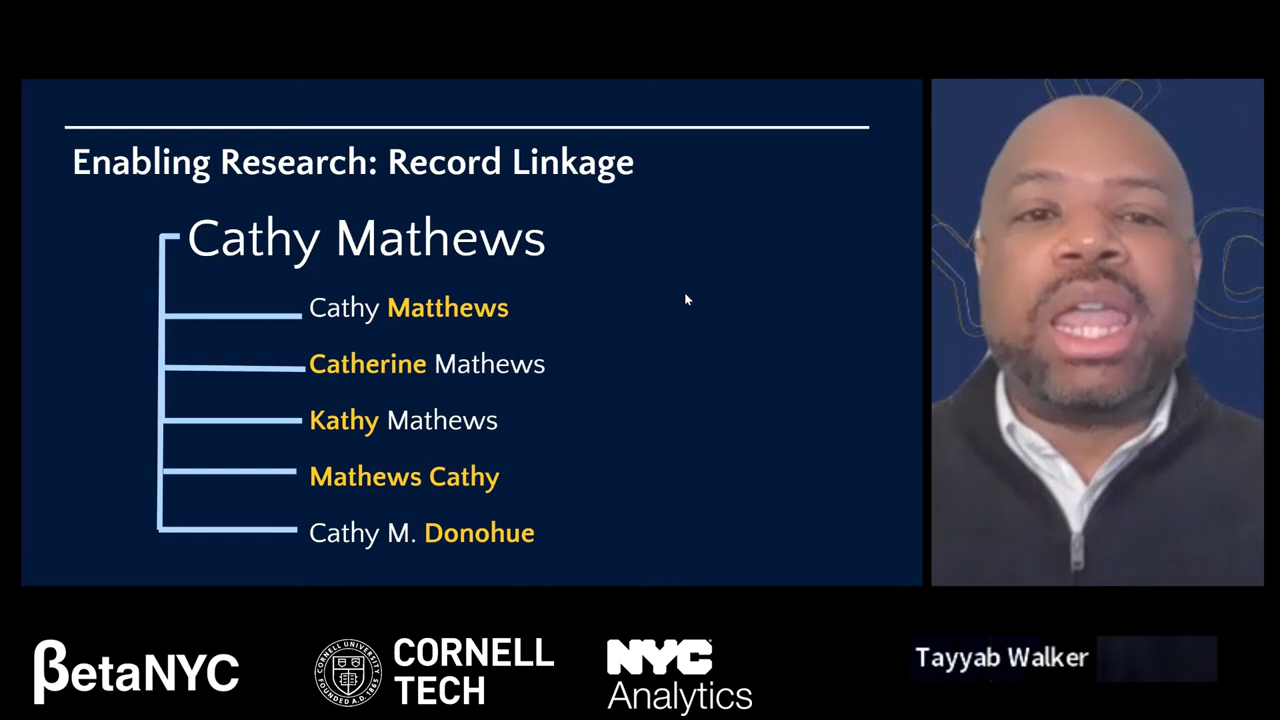 Enabling Research: Record Linkage
Cathy Mathews
Cathy Matthews
Catherine Mathews
Kathy Mathews
Mathews Cathy
Cathy M. Donohue
βetaNYC
CORNELL
TECH
NYC
Analytics
Tayyab Walker